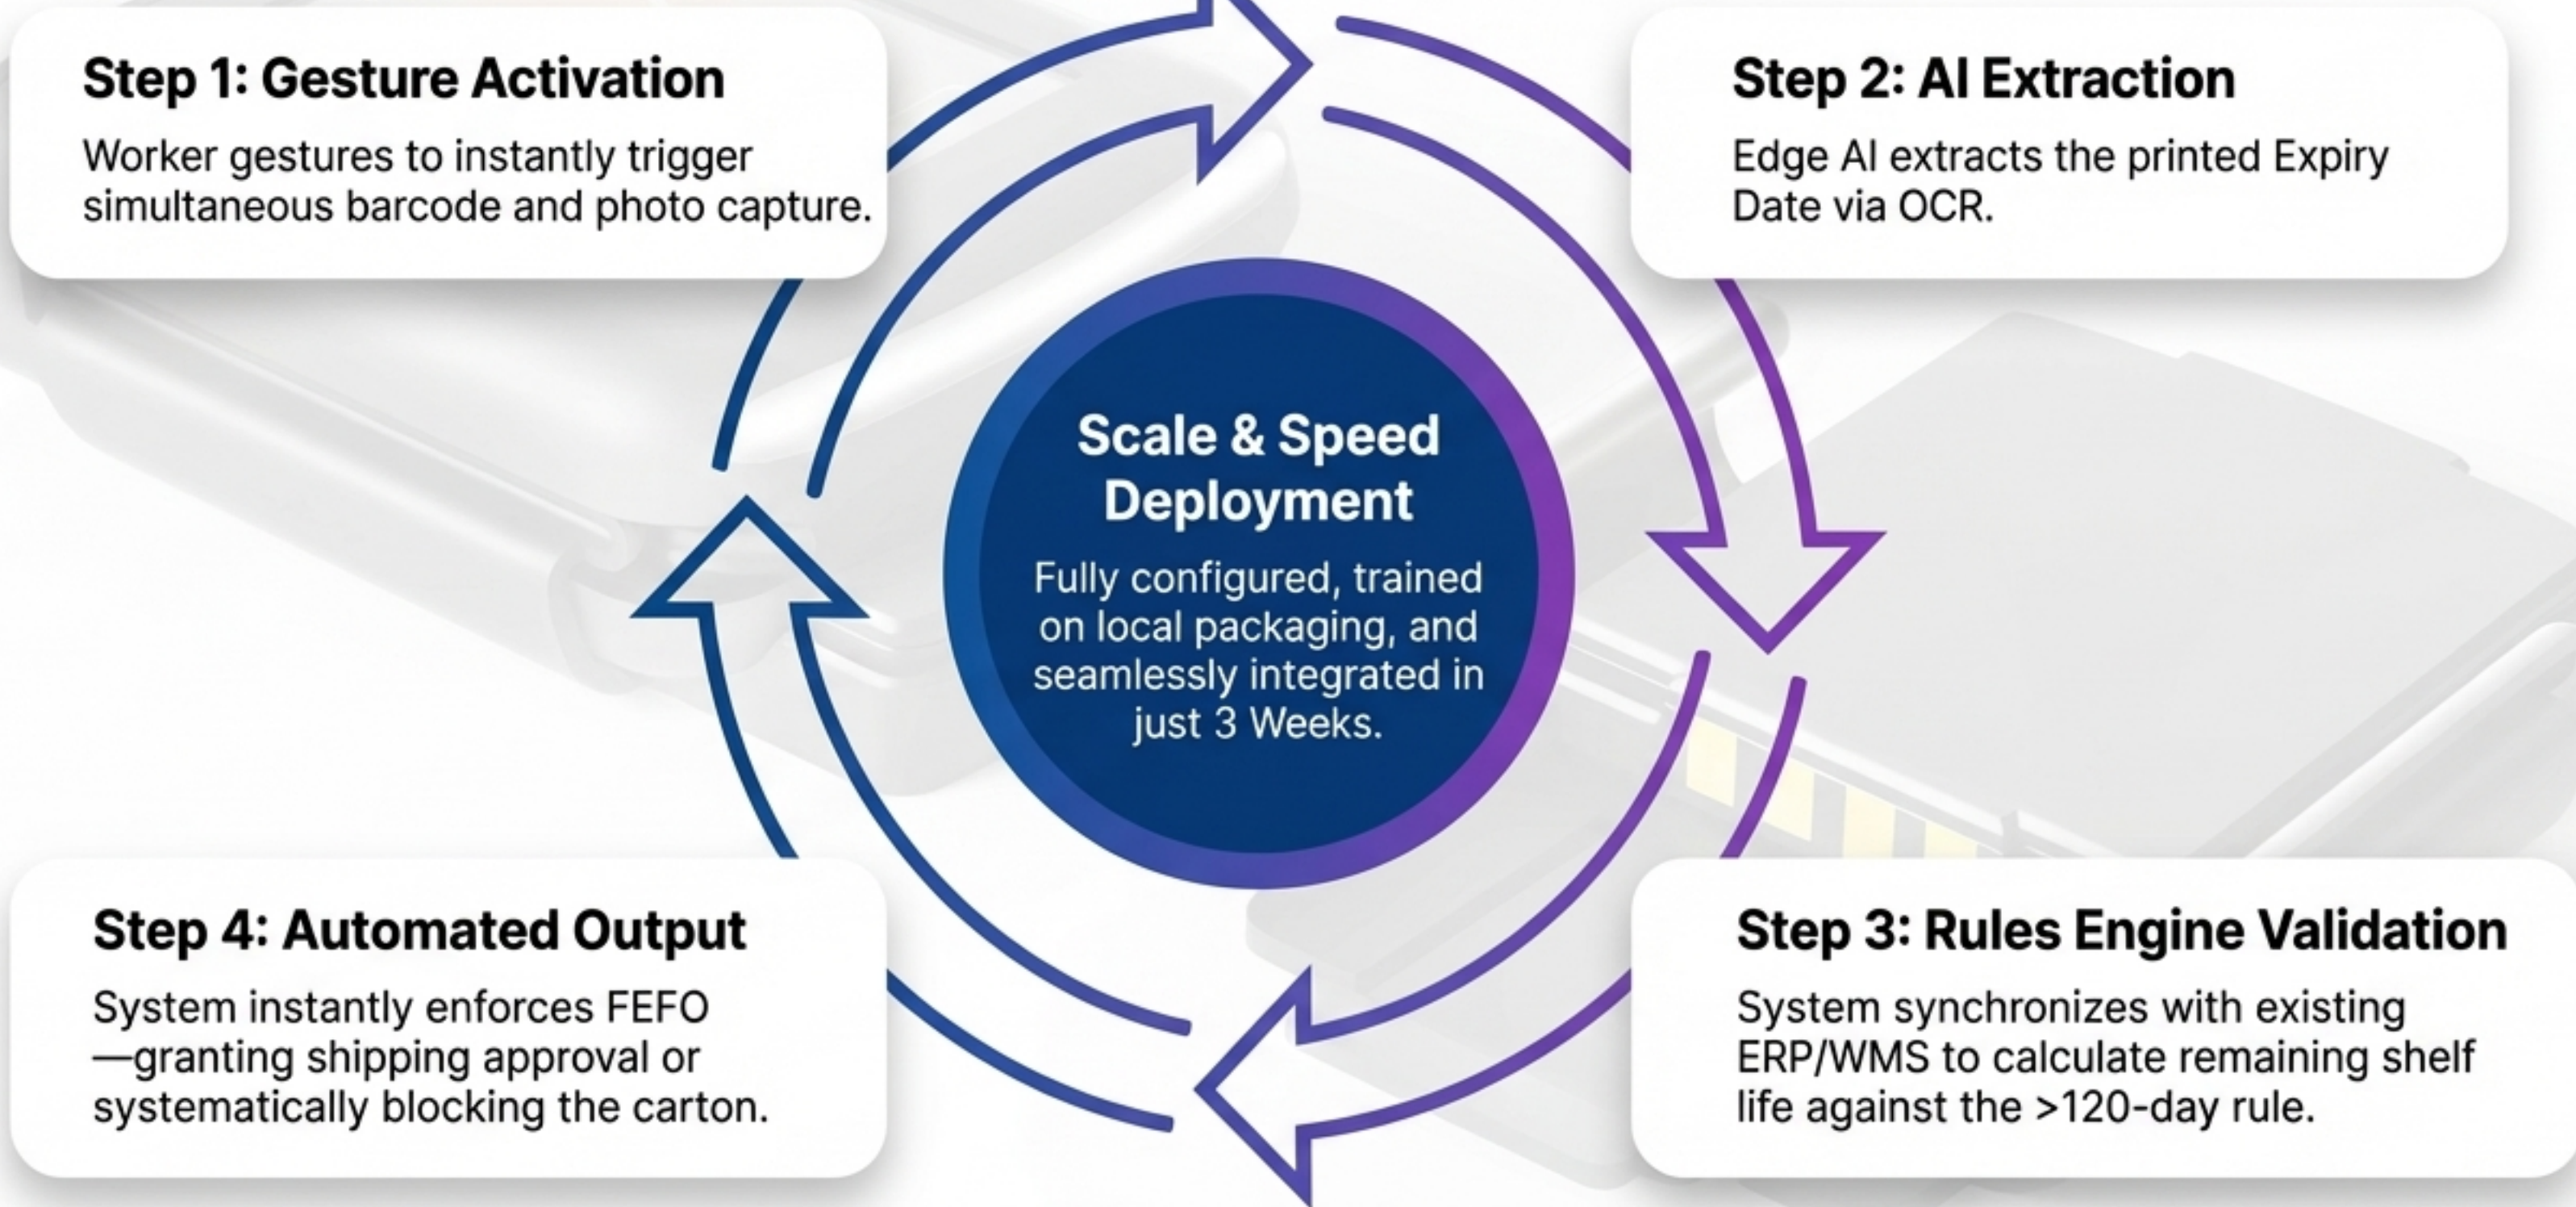 Step 1: Gesture Activation
Worker gestures to instantly trigger
simultaneous barcode and photo capture.
Step 2: AI Extraction
Edge AI extracts the printed Expiry
Date via OCR.
Scale & Speed
Deployment
Fully configured, trained
on local packaging, and
seamlessly integrated in
just 3 Weeks.
Step 4: Automated Output
System instantly enforces FEFO
—granting shipping approval or
systematically blocking the carton.
Step 3: Rules Engine Validation
System synchronizes with existing
ERP/WMS to calculate remaining shelf
life against the >120-day rule.